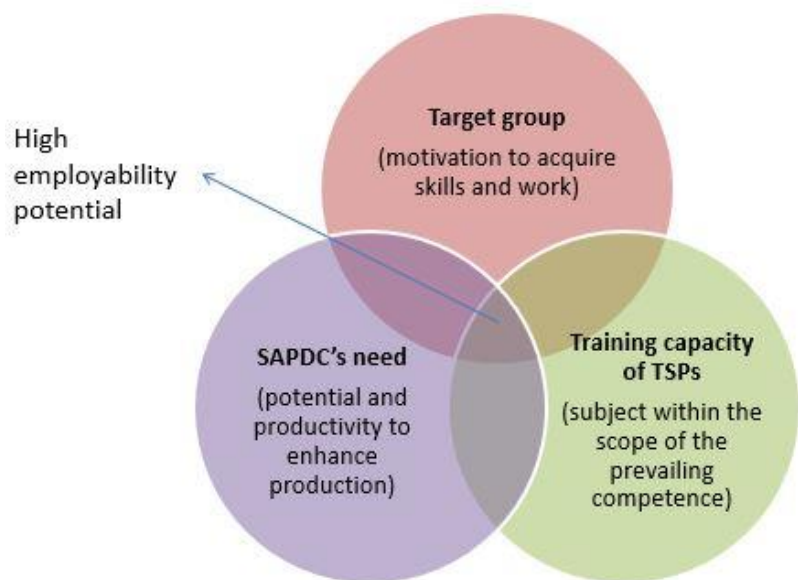 Target group
(motivation to acquire
skills and work)
High
employability
potential
SAPDC's need
(potential and
productivity to
enhance
production)
Training capacity
of TSPs
(subject within the
scope of the
prevailing
competence)